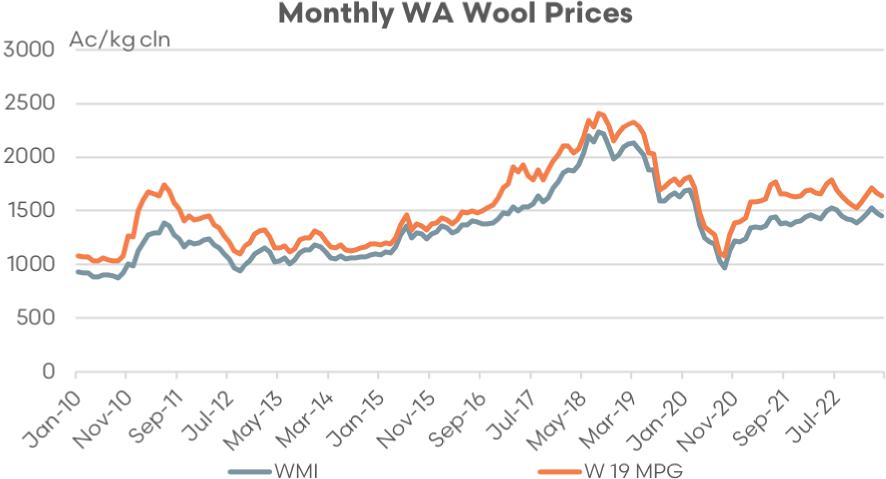 Monthly WA Wool Prices
Ac/kg cln
3000
2500
2000
1500
1000
500
0
Jan-10 Nov-10 Sep-11 Jul-12 May-13 Mar-14 Jan-15 Nov-15 Sep-16 Jul-17 May-18 Mar-19 Jan-20 Nov-20 Sep-21 Jul-22
WMI W 19 MPG